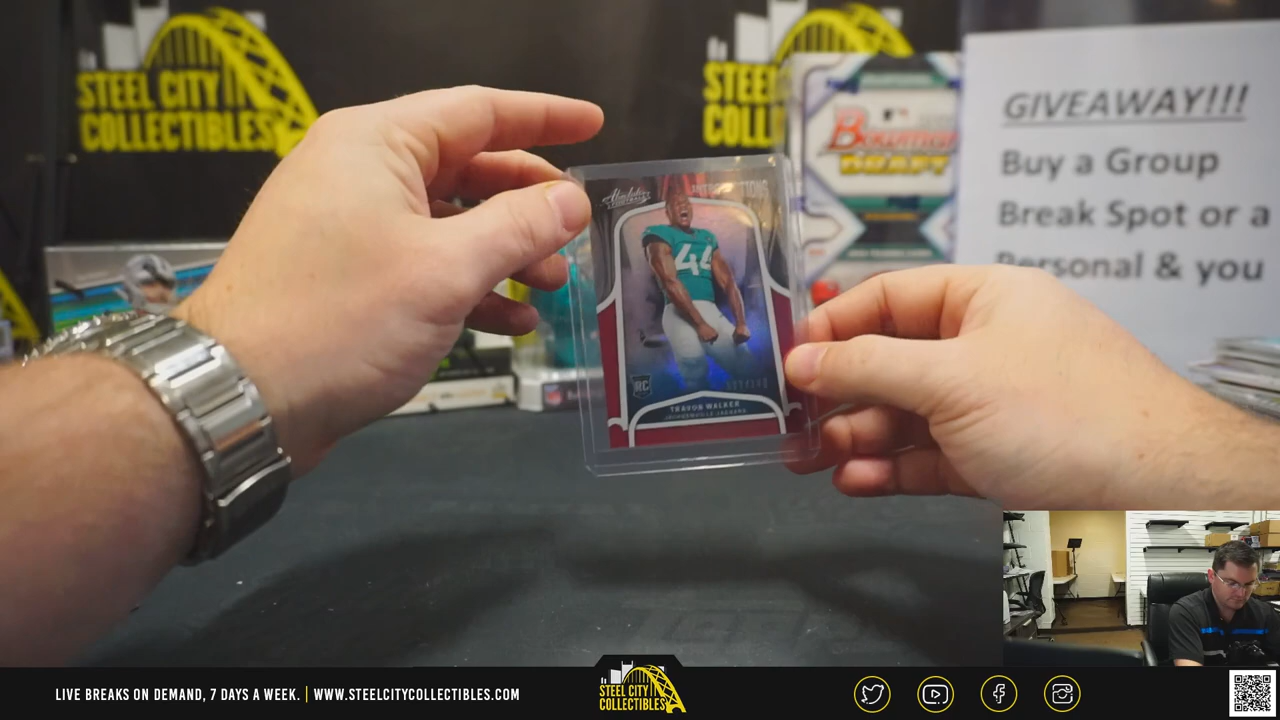 STEEL CITY
COLLECTIBLES
STEEL CITY
Bowman
DRAFT
GIVEAWAY!!!
Buy a Group
Break Spot or a
Personal & you
Absolute
44
RC
TRAVON WALKER
JACKSONVILLE JAGUARS
LIVE BREAKS ON DEMAND, 7 DAYS A WEEK. | WWW.STEELCITYCOLLECTIBLES.COM
STEEL CITY
COLLECTIBLES